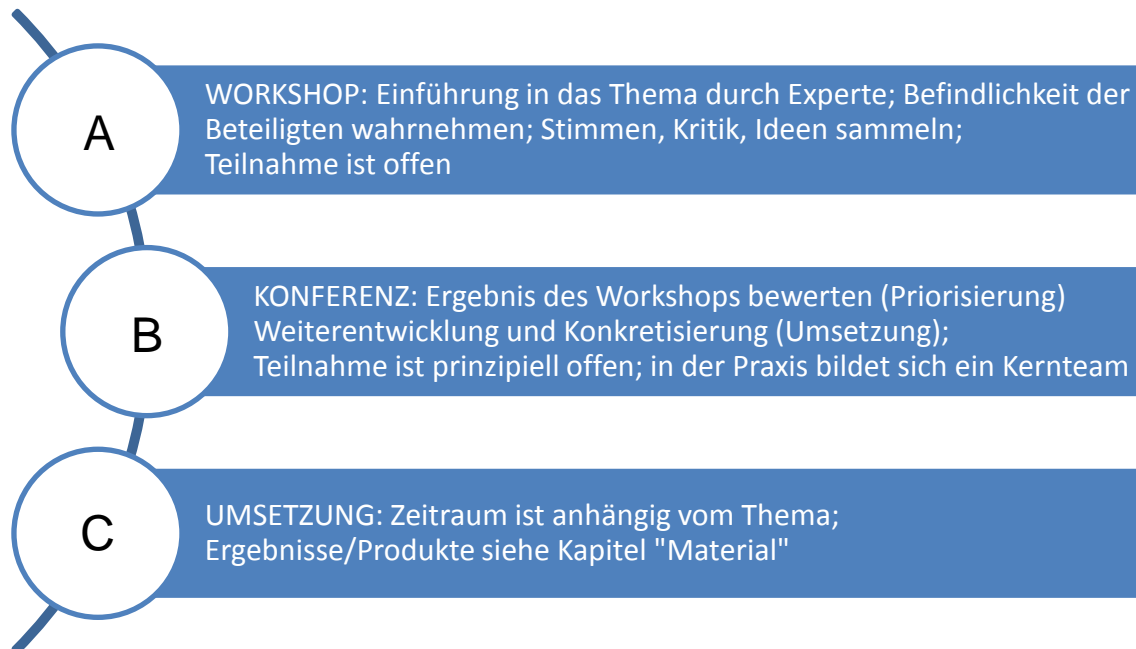 A
WORKSHOP: Einführung in das Thema durch Experte; Befindlichkeit der
Beteiligten wahrnehmen; Stimmen, Kritik, Ideen sammeln;
Teilnahme ist offen
B
KONFERENZ: Ergebnis des Workshops bewerten (Priorisierung)
Weiterentwicklung und Konkretisierung (Umsetzung);
Teilnahme ist prinzipiell offen; in der Praxis bildet sich ein Kernteam
C
UMSETZUNG: Zeitraum ist anhängig vom Thema;
Ergebnisse/Produkte siehe Kapitel "Material"